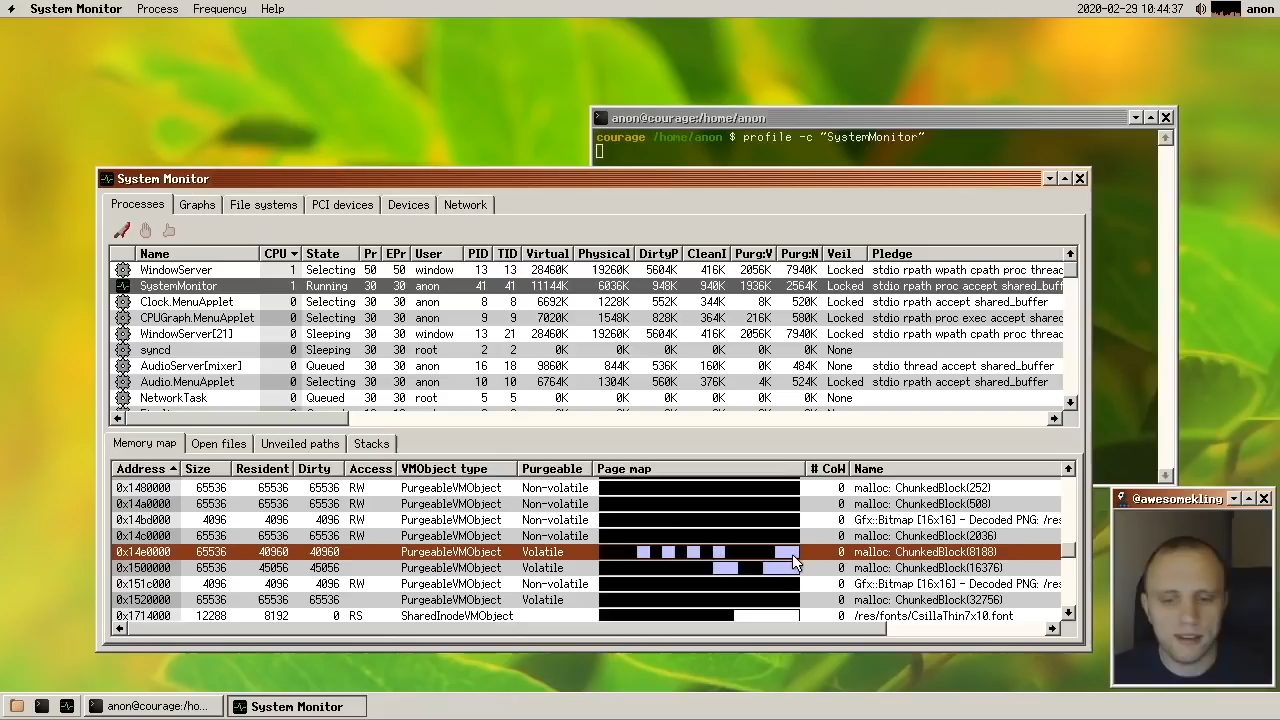 System Monitor Process Frequency Help 2020-02-29 10:44:37 anon
anon@courage:/home/anon
courage /home/anon $ profile -c "SystemMonitor"
System Monitor
Processes Graphs File systems PCI devices Devices Network
Name CPU State Pr EPr User PID TID Virtual Physical DirtyP CleanI Purg:V Purg:N Veil Pledge
WindowServer 1 Selecting 50 50 window 13 13 28460K 19260K 5604K 416K 2056K 7940K Locked stdio rpath wpath cpath proc threac
SystemMonitor 1 Running 30 30 anon 41 41 11144K 6036K 948K 940K 1936K 2564K Locked stdio rpath proc accept shared_buff
Clock.MenuApplet 0 Selecting 30 30 anon 8 8 6692K 1228K 552K 344K 8K 520K Locked stdio rpath accept shared_buffer
CPUGraph.MenuApplet 0 Selecting 30 30 anon 9 9 7020K 1548K 828K 364K 216K 580K Locked stdio rpath proc exec accept shared
WindowServer[21] 0 Sleeping 30 30 window 13 21 28460K 19260K 5604K 416K 2056K 7940K Locked stdio rpath wpath cpath proc threac
syncd 0 Sleeping 30 30 root 2 2 0K 0K 0K 0K 0K 0K None
AudioServer[mixer] 0 Queued 30 30 anon 16 18 9860K 844K 536K 160K 0K 484K Locked stdio thread accept shared_buffer
Audio.MenuApplet 0 Selecting 30 30 anon 10 10 6764K 1304K 560K 376K 4K 524K Locked stdio rpath accept shared_buffer
NetworkTask 0 Queued 30 30 root 5 5 0K 0K 0K 0K 0K 0K None
Memory map Open files Unveiled paths Stacks
Address Size Resident Dirty Access VMObject type Purgeable Page map # CoW Name
0x1480000 65536 65536 65536 RW PurgeableVMObject Non-volatile 0 malloc: ChunkedBlock(252)
0x14a0000 65536 65536 65536 RW PurgeableVMObject Non-volatile 0 malloc: ChunkedBlock(508)
0x14bd000 4096 4096 4096 RW PurgeableVMObject Non-volatile 0 Gfx::Bitmap [16x16] - Decoded PNG: /res
0x14c0000 65536 65536 65536 RW PurgeableVMObject Non-volatile 0 malloc: ChunkedBlock(2036)
0x14e0000 65536 40960 40960 RW PurgeableVMObject Volatile 0 malloc: ChunkedBlock(8188)
0x1500000 65536 45056 45056 RW PurgeableVMObject Volatile 0 malloc: ChunkedBlock(16376)
0x151c000 4096 4096 4096 RW PurgeableVMObject Non-volatile 0 Gfx::Bitmap [16x16] - Decoded PNG: /res
0x1520000 65536 65536 65536 RW PurgeableVMObject Volatile 0 malloc: ChunkedBlock(32756)
0x1714000 12288 8192 0 RS SharedInodeVMObject 0 /res/fonts/CsillaThin7x10.font
@awesomekling
anon@courage:/ho... System Monitor